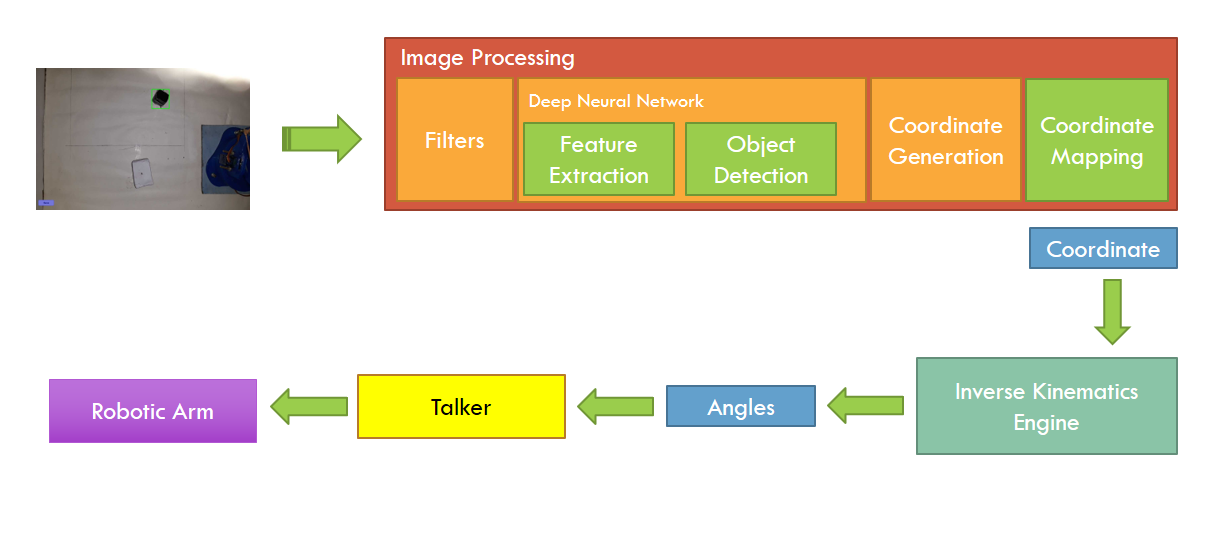 Image Processing
Filters
Deep Neural Network
Feature
Extraction
Object
Detection
Coordinate
Generation
Coordinate
Mapping
Coordinate
Inverse Kinematics
Engine
Angles
Talker
Robotic Arm